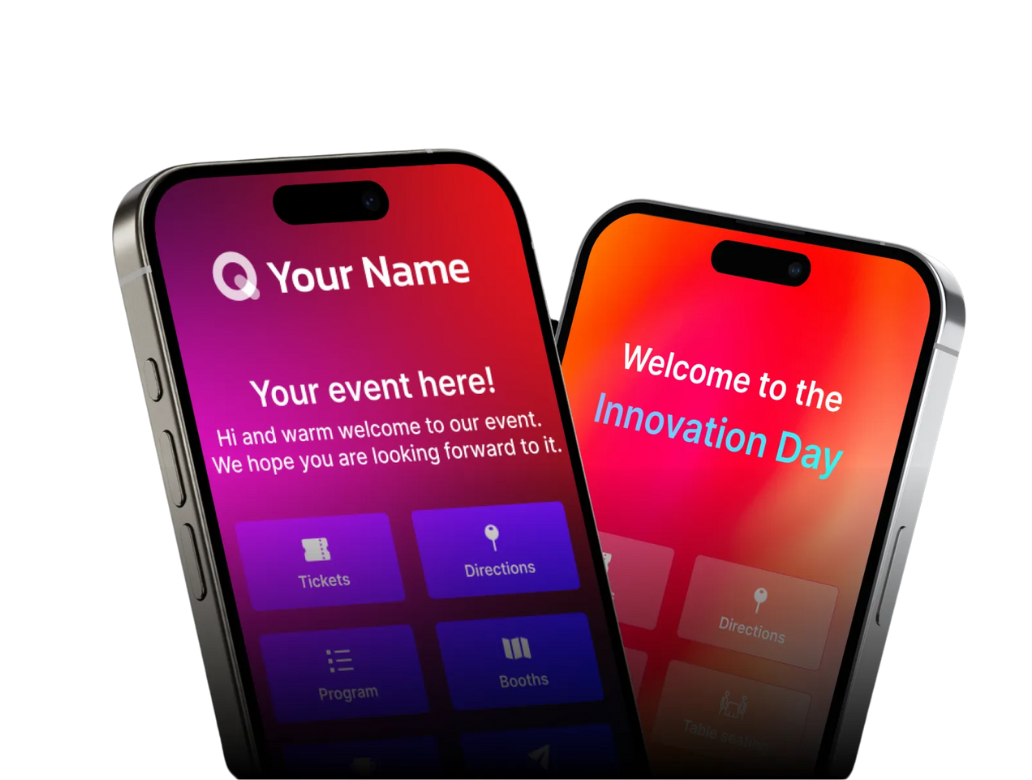 Your Name
Your event here!
Hi and warm welcome to our event.
We hope you are looking forward to it.
Tickets
Directions
Program
Booths
Welcome to the
Innovation Day
Directions
Table seating